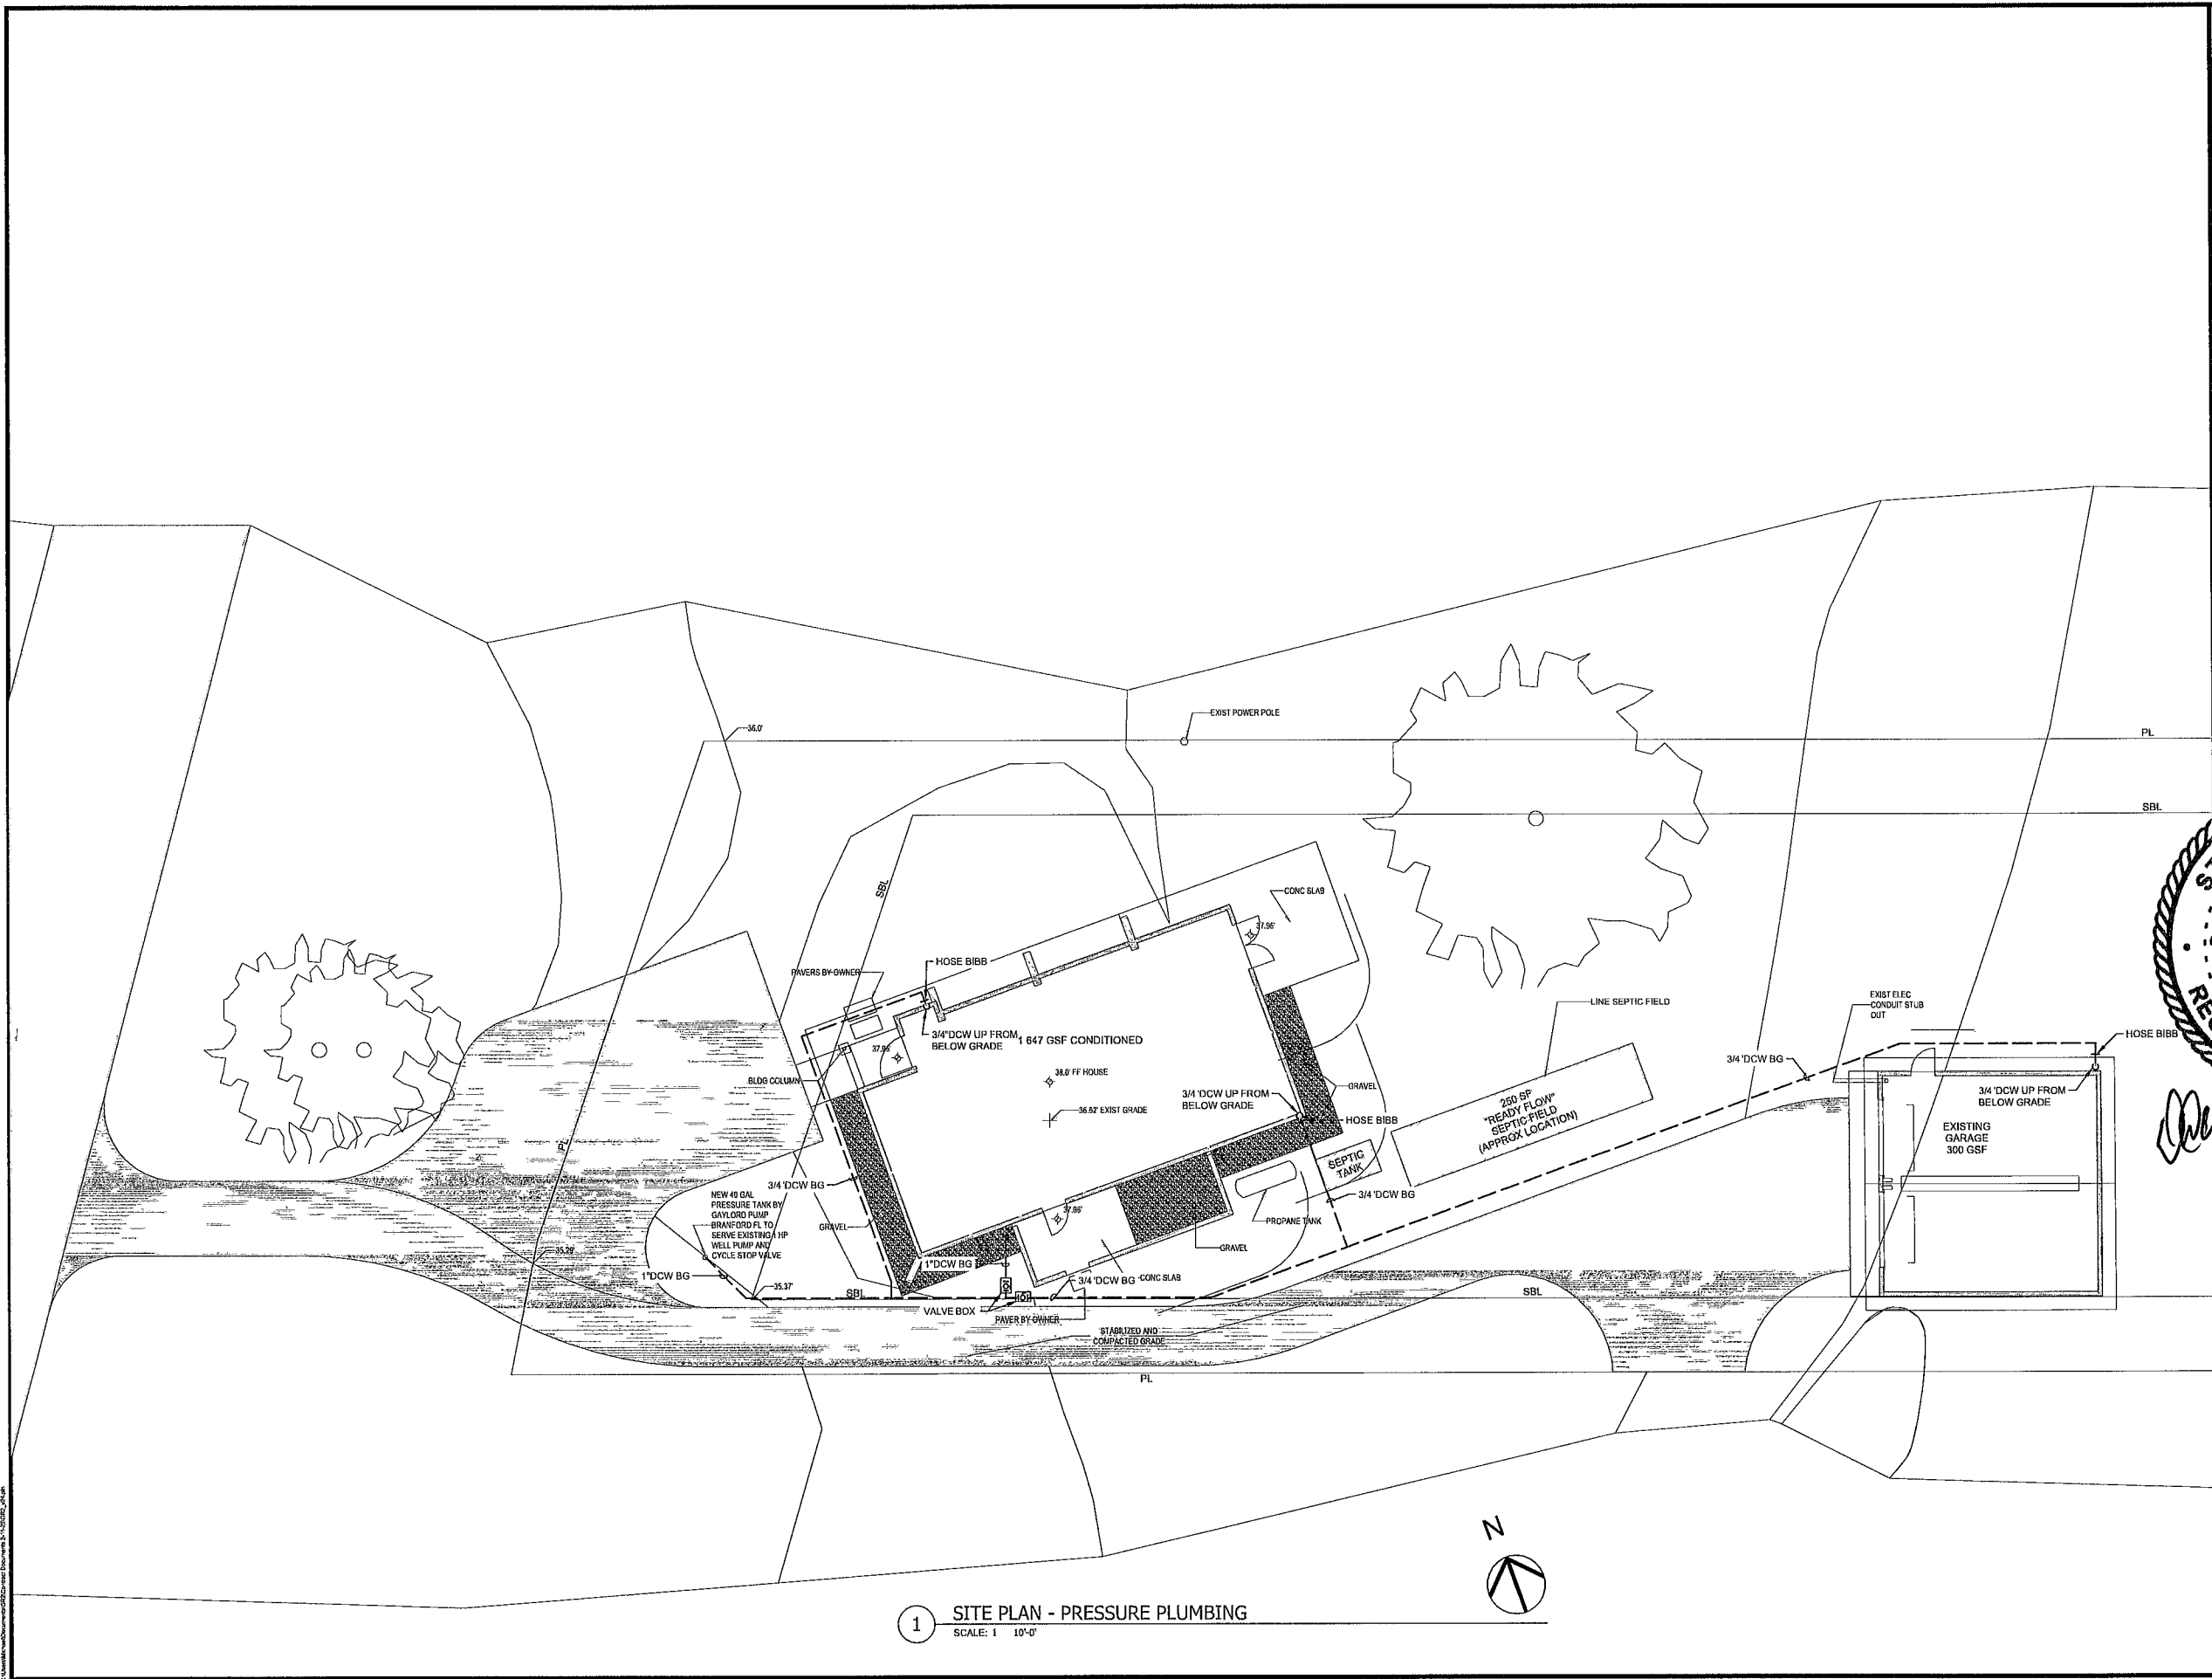 EXIST POWER POLE
36.0'
PL
SBL
SBL
CONC SLAB
37.96'
HOSE BIBB
PAVERS BY OWNER
LINE SEPTIC FIELD
EXIST ELEC
CONDUIT STUB
OUT
HOSE BIBB
3/4"DCW UP FROM
BELOW GRADE
1 647 GSF CONDITIONED
37.96'
3/4 'DCW BG
38.0' FF HOUSE
BLDG COLUMN
GRAVEL
3/4 'DCW UP FROM
BELOW GRADE
3/4 'DCW UP FROM
BELOW GRADE
36.52' EXIST GRADE
HOSE BIBB
250 SF
"READY FLOW"
SEPTIC FIELD
(APPROX LOCATION)
EXISTING
GARAGE
300 GSF
PL
SEPTIC
TANK
3/4 'DCW BG
3/4 'DCW BG
NEW 40 GAL
PRESSURE TANK BY
GAYLORD PUMP
BRANFORD FL TO
SERVE EXISTING 1 HP
WELL PUMP AND
CYCLE STOP VALVE
37.96'
PROPANE TANK
GRAVEL
GRAVEL
1"DCW BG
1"DCW BG
3/4 'DCW BG
CONC SLAB
35.37'
SBL
SBL
VALVE BOX
PAVER BY OWNER
STABILIZED AND
COMPACTED GRADE
PL
N
1
SITE PLAN - PRESSURE PLUMBING
SCALE: 1 10'-0'